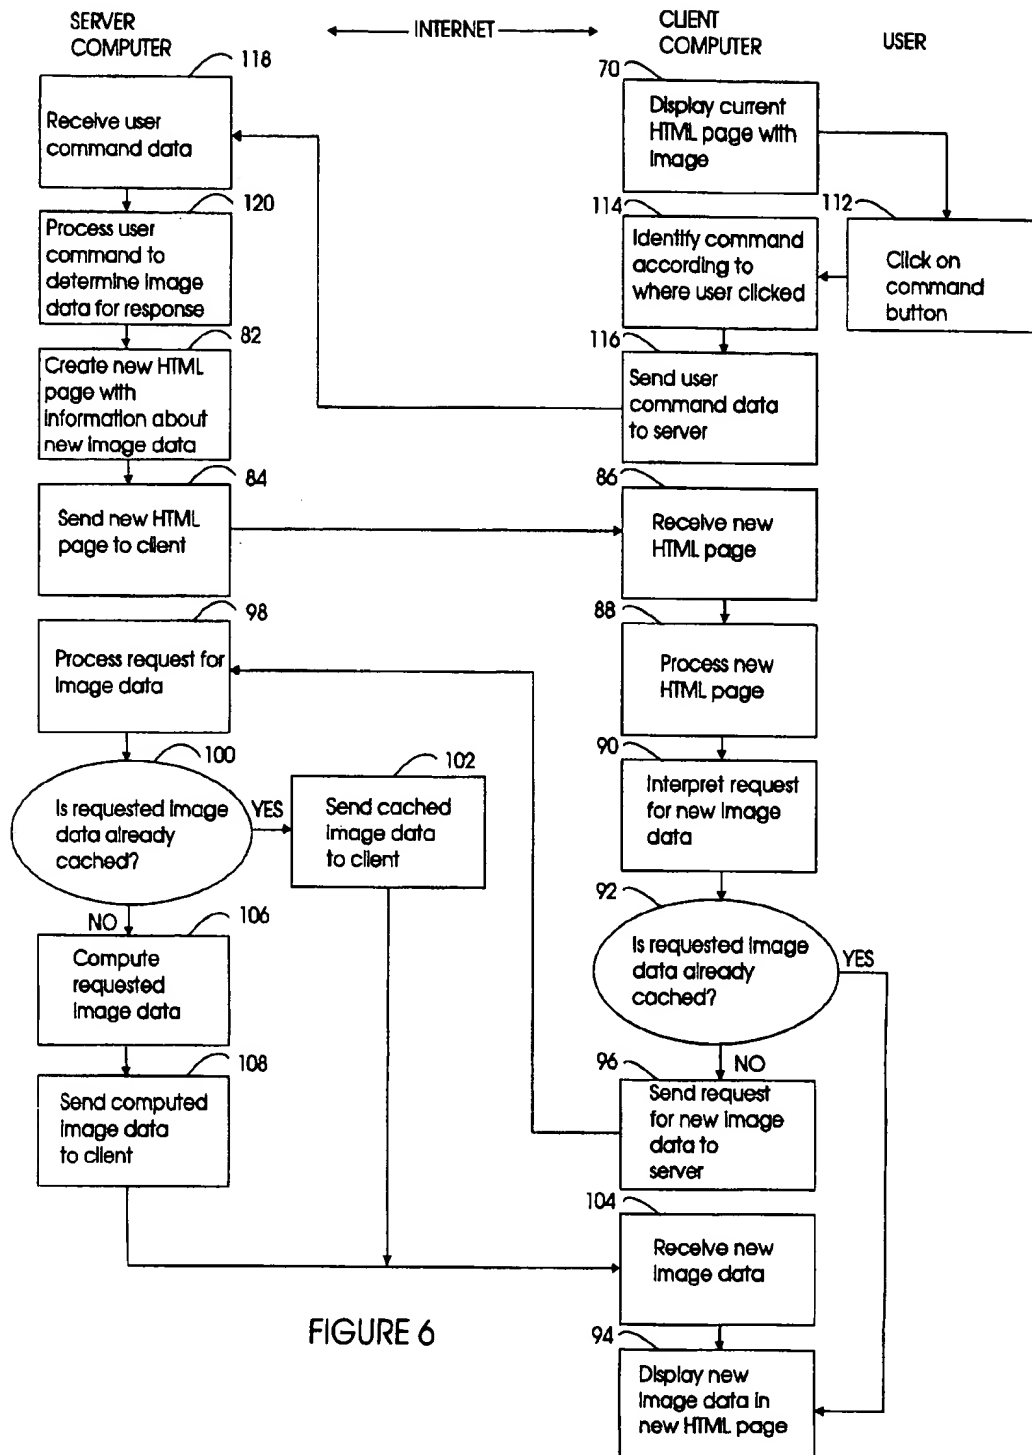 SERVER
COMPUTER
INTERNET
CLIENT
COMPUTER
USER
118
Receive user
command data
70
Display current
HTML page with
image
120
Process user
command to
determine image
data for response
114
Identify command
according to
where user clicked
112
Click on
command
button
82
Create new HTML
page with
information about
new image data
116
Send user
command data
to server
84
Send new HTML
page to client
86
Receive new
HTML page
98
Process request for
image data
88
Process new
HTML page
100
Is requested image
data already
cached?
YES
102
Send cached
image data
to client
90
Interpret request
for new image
data
NO
106
Compute
requested
image data
92
Is requested image
data already
cached?
YES
NO
108
Send computed
image data
to client
96
Send request
for new image
data to
server
104
Receive new
image data
FIGURE 6
94
Display new
image data in
new HTML page